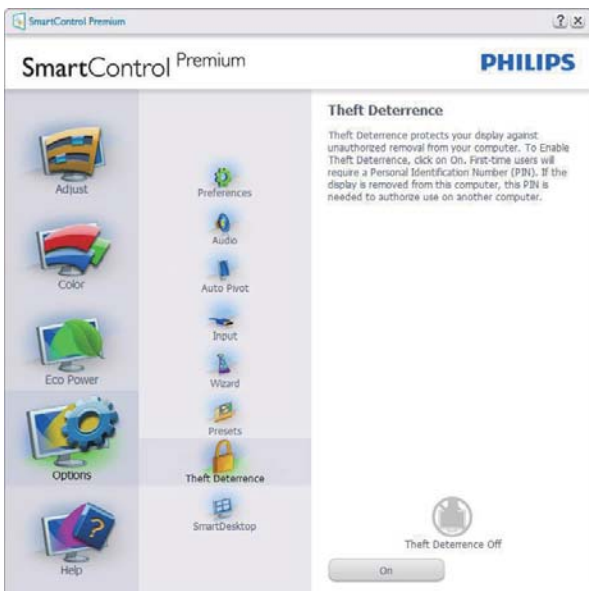 SmartControl Premium
? X
SmartControl Premium
PHILIPS
Adjust
Color
Eco Power
Options
Help
Preferences
Audio
Auto Pivot
Input
Wizard
Presets
Theft Deterrence
SmartDesktop
Theft Deterrence
Theft Deterrence protects your display against
unauthorized removal from your computer. To Enable
Theft Deterrence, click on On. First-time users will
require a Personal Identification Number (PIN). If the
display is removed from this computer, this PIN is
needed to authorize use on another computer.
Theft Deterrence Off
On